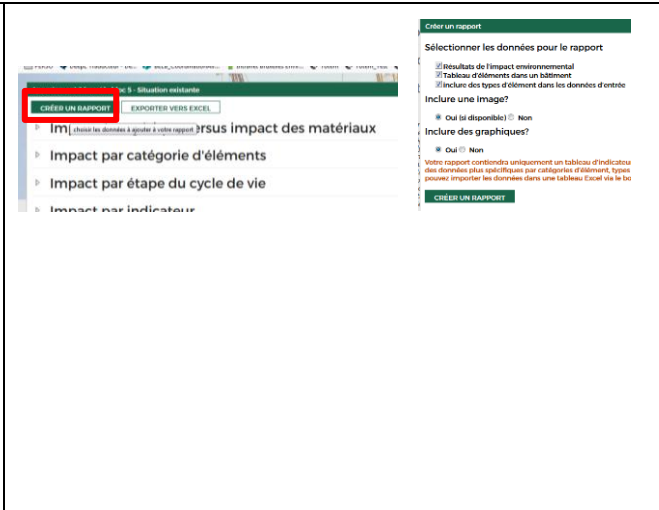 5 - Situation existante
CRÉER UN RAPPORT
EXPORTER VERS EXCEL
choisir les données à ajouter à votre rapport
ersus impact des matériaux
Impact par catégorie d'éléments
Impact par étape du cycle de vie
Impact par indicateur
Créer un rapport
Sélectionner les données pour le rapport
Résultats de l'impact environnemental
Tableau d'éléments dans un bâtiment
Inclure des types d'élément dans les données d'entrée
Inclure une image?
Oui (si disponible) Non
Inclure des graphiques?
Oui Non
Votre rapport contiendra uniquement un tableau d'indicateu
des données plus spécifiques par catégories d'élément, types
pouvez importer les données dans une tableau Excel via le bo
CRÉER UN RAPPORT